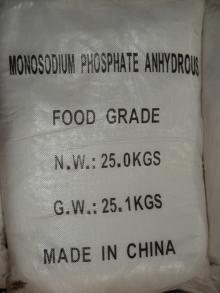 MONOSODIUM PHOSPHATE ANHYDROUS
FOOD GRADE
N.W.: 25.0KGS
G.W.: 25.1KGS
MADE IN CHINA